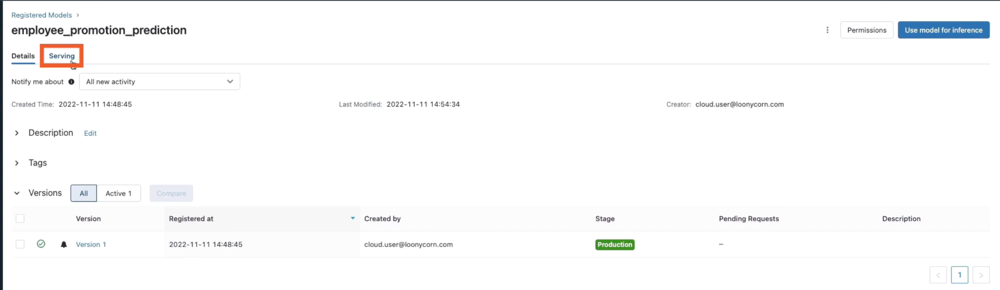 Registered Models >
employee_promotion_prediction
Permissions
Use model for inference
Details
Serving
Notify me about
All new activity
Created Time: 2022-11-11 14:48:45
Last Modified: 2022-11-11 14:54:34
Creator: cloud.user@loonycorn.com
Description Edit
Tags
Versions All Active 1 Compare
Version Registered at Created by Stage Pending Requests Description
Version 1 2022-11-11 14:48:45 cloud.user@loonycorn.com Production –
< 1 >